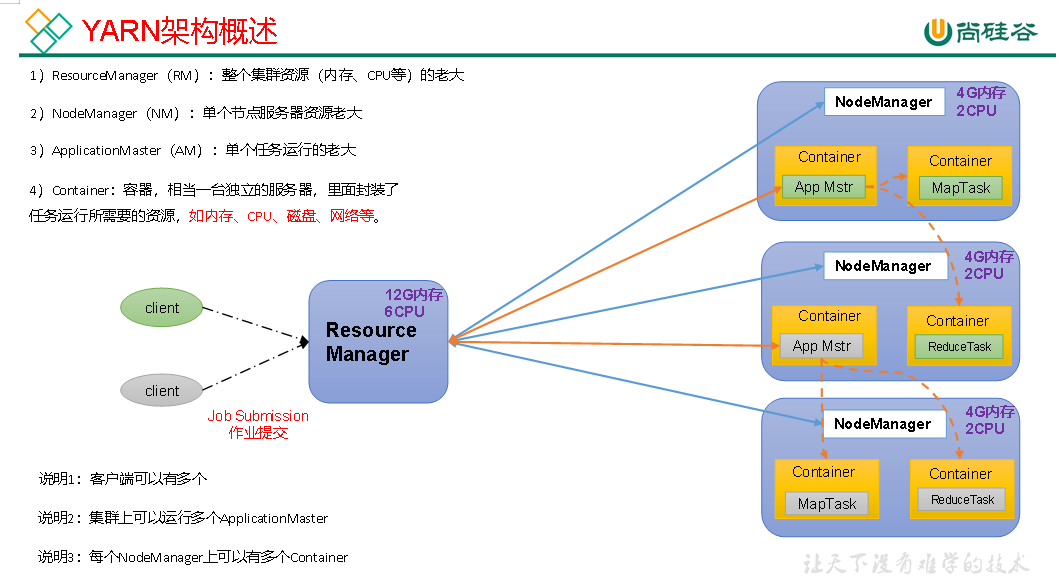 YARN架构概述
尚硅谷
1）ResourceManager（RM）：整个集群资源（内存、CPU等）的老大
2）NodeManager（NM）：单个节点服务器资源老大
3）ApplicationMaster（AM）：单个任务运行的老大
4）Container：容器，相当一台独立的服务器，里面封装了
任务运行所需要的资源，如内存、CPU、磁盘、网络等。
client
client
Job Submission
作业提交
12G内存
6CPU
Resource
Manager
NodeManager
4G内存
2CPU
Container
App Mstr
Container
MapTask
NodeManager
4G内存
2CPU
Container
App Mstr
Container
ReduceTask
NodeManager
4G内存
2CPU
Container
MapTask
Container
ReduceTask
说明1：客户端可以有多个
说明2：集群上可以运行多个ApplicationMaster
说明3：每个NodeManager上可以有多个Container
让天下没有难学的技术